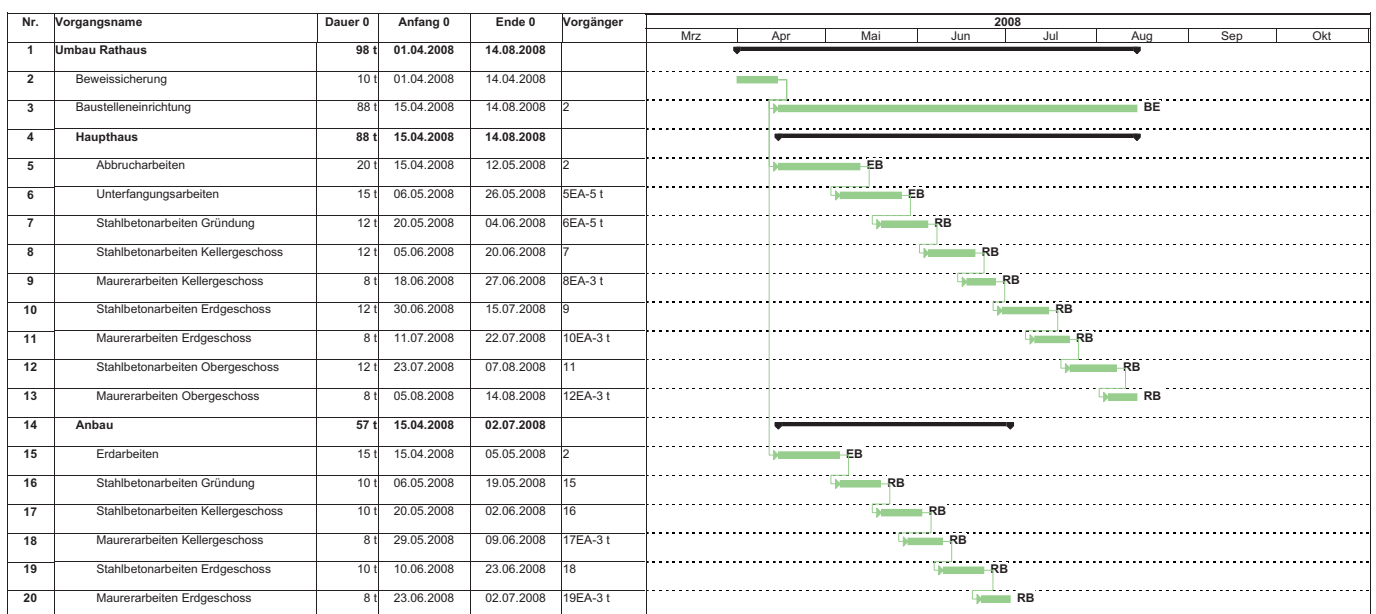 Nr. Vorgangsname Dauer 0 Anfang 0 Ende 0 Vorgänger 2008
Mrz Apr Mai Jun Jul Aug Sep Okt
1 Umbau Rathaus 98 t 01.04.2008 14.08.2008
2 Beweissicherung 10 t 01.04.2008 14.04.2008
3 Baustelleneinrichtung 88 t 15.04.2008 14.08.2008 2 BE
4 Haupthaus 88 t 15.04.2008 14.08.2008
5 Abbrucharbeiten 20 t 15.04.2008 12.05.2008 2 EB
6 Unterfangungsarbeiten 15 t 06.05.2008 26.05.2008 5EA-5 t EB
7 Stahlbetonarbeiten Gründung 12 t 20.05.2008 04.06.2008 6EA-5 t RB
8 Stahlbetonarbeiten Kellergeschoss 12 t 05.06.2008 20.06.2008 7 RB
9 Maurerarbeiten Kellergeschoss 8 t 18.06.2008 27.06.2008 8EA-3 t RB
10 Stahlbetonarbeiten Erdgeschoss 12 t 30.06.2008 15.07.2008 9 RB
11 Maurerarbeiten Erdgeschoss 8 t 11.07.2008 22.07.2008 10EA-3 t RB
12 Stahlbetonarbeiten Obergeschoss 12 t 23.07.2008 07.08.2008 11 RB
13 Maurerarbeiten Obergeschoss 8 t 05.08.2008 14.08.2008 12EA-3 t RB
14 Anbau 57 t 15.04.2008 02.07.2008
15 Erdarbeiten 15 t 15.04.2008 05.05.2008 2 EB
16 Stahlbetonarbeiten Gründung 10 t 06.05.2008 19.05.2008 15 RB
17 Stahlbetonarbeiten Kellergeschoss 10 t 20.05.2008 02.06.2008 16 RB
18 Maurerarbeiten Kellergeschoss 8 t 29.05.2008 09.06.2008 17EA-3 t RB
19 Stahlbetonarbeiten Erdgeschoss 10 t 10.06.2008 23.06.2008 18 RB
20 Maurerarbeiten Erdgeschoss 8 t 23.06.2008 02.07.2008 19EA-3 t RB